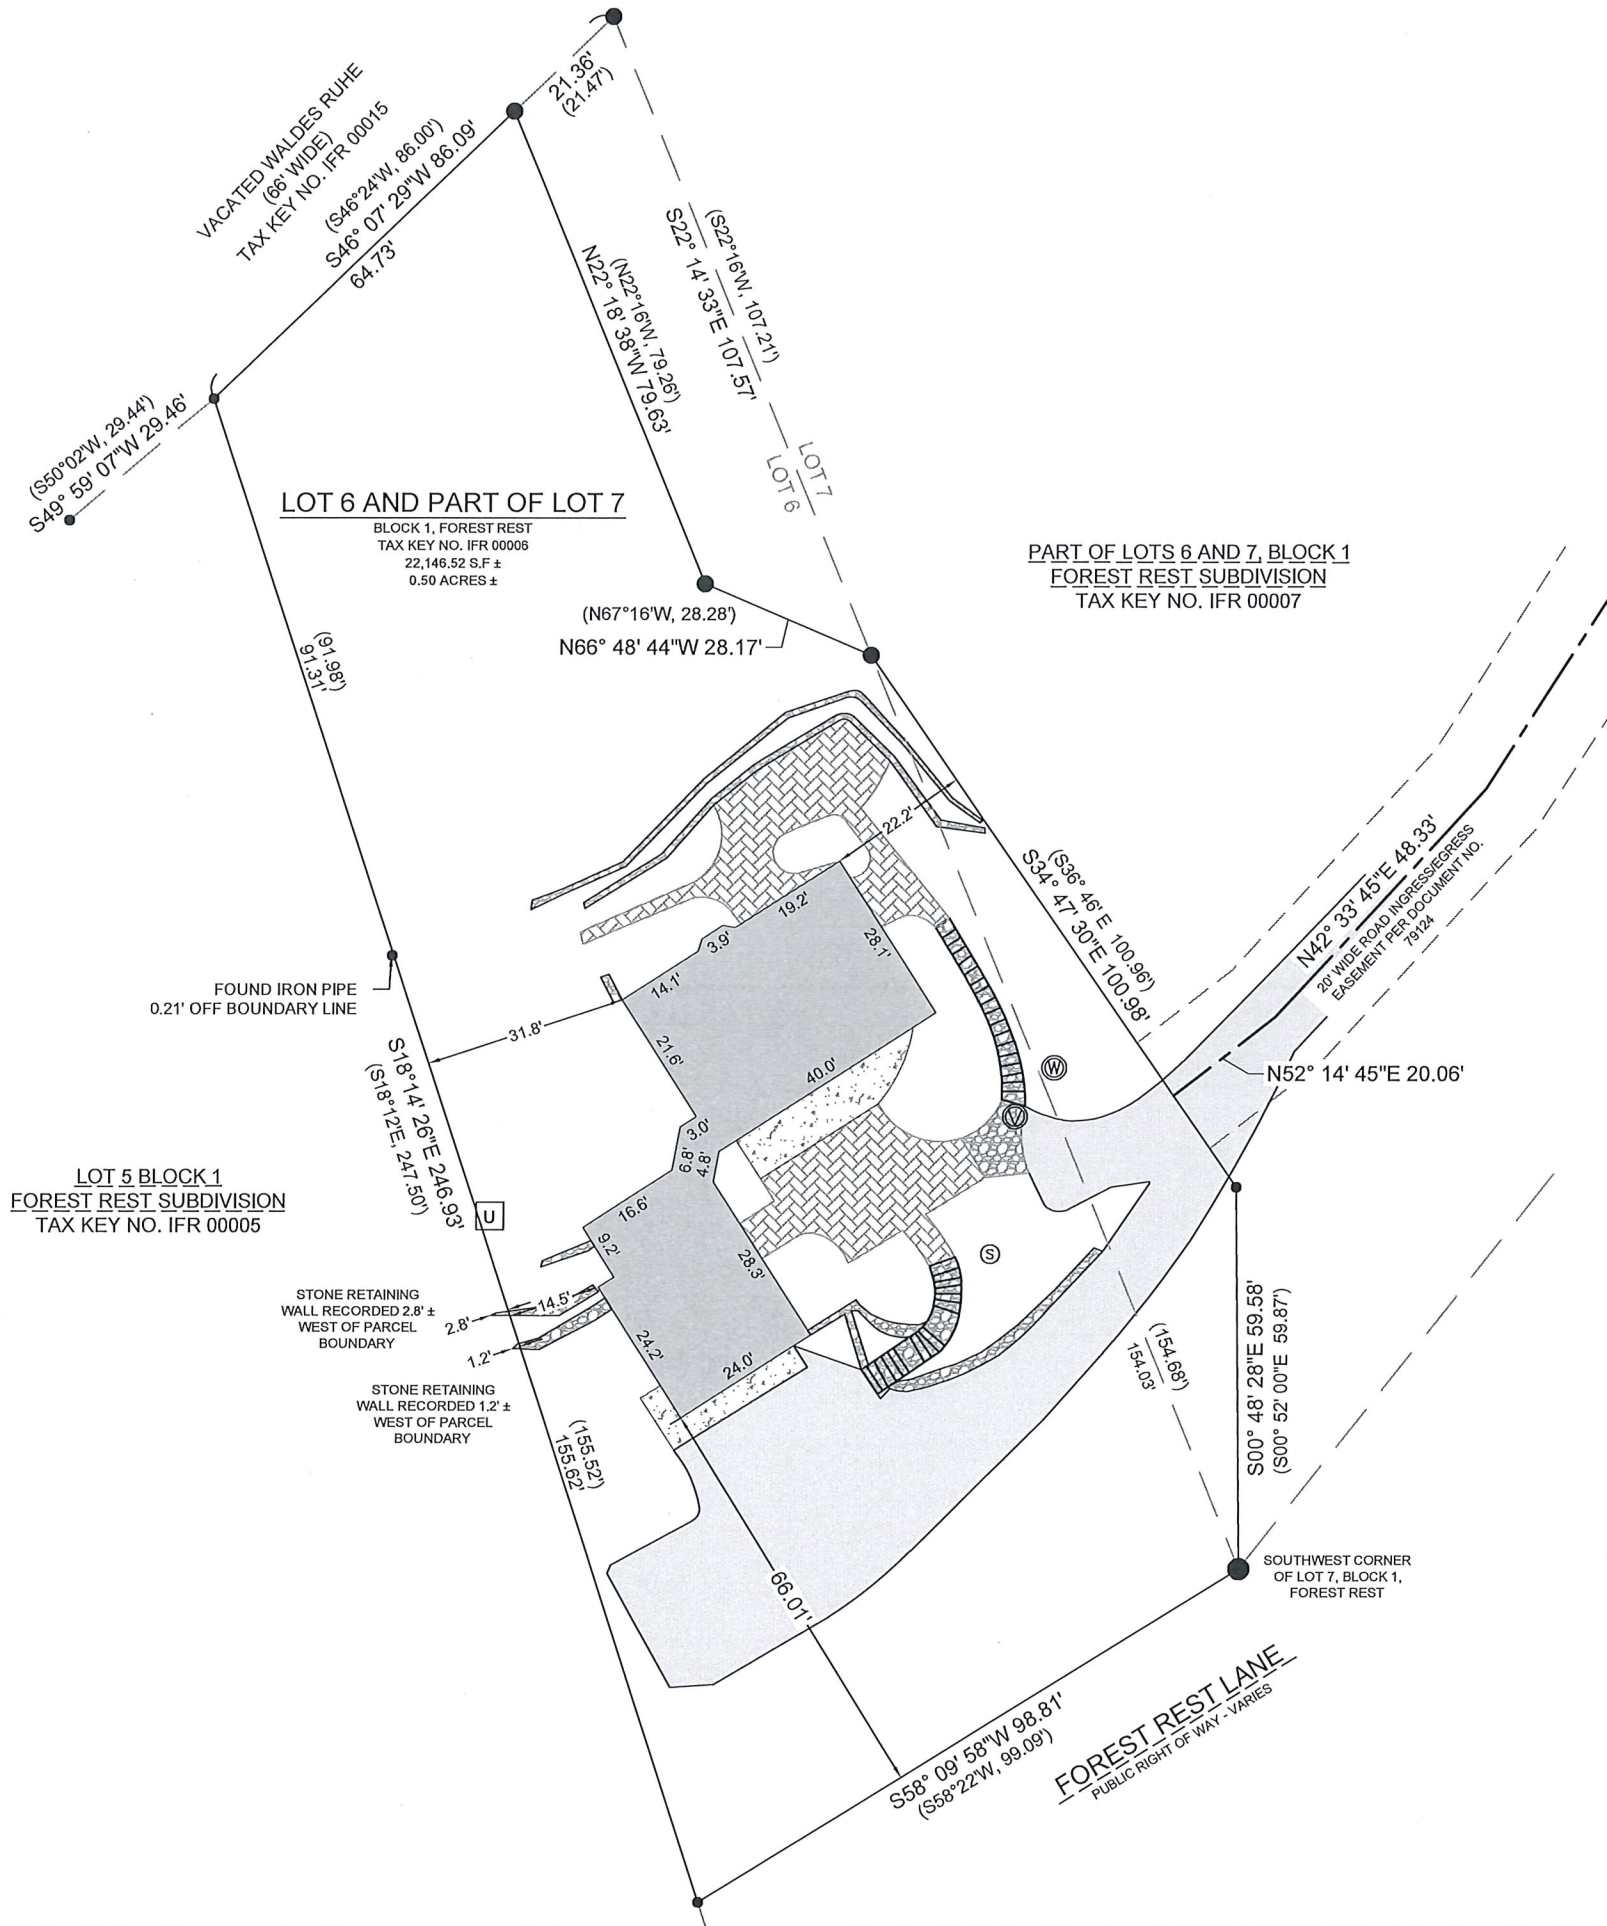 21.36'
(21.47')
VACATED WALDES RUHE
(66' WIDE)
TAX KEY NO. IFR 00015
(S46°24'W, 86.00')
S46° 07' 29"W 86.09'
64.73'
(S22°16'W, 107.21')
S22° 14' 33"E 107.57'
(N22°16'W, 79.26')
N22° 18' 38"W 79.63'
(S50°02'W, 29.44')
S49° 59' 07"W 29.46'
LOT 7
LOT 6
LOT 6 AND PART OF LOT 7
BLOCK 1, FOREST REST
TAX KEY NO. IFR 00006
22,146.52 S.F ±
0.50 ACRES ±
PART OF LOTS 6 AND 7, BLOCK 1
FOREST REST SUBDIVISION
TAX KEY NO. IFR 00007
(N67°16'W, 28.28')
N66° 48' 44"W 28.17'
(91.98')
91.31'
22.2'
(S36° 46' E 100.96')
S34° 47' 30"E 100.98'
N42° 33' 45"E 48.33'
20' WIDE ROAD INGRESS/EGRESS
EASEMENT PER DOCUMENT NO.
79124
19.2'
3.9'
28.1'
14.1'
FOUND IRON PIPE
0.21' OFF BOUNDARY LINE
31.8'
21.6'
40.0'
W
N52° 14' 45"E 20.06'
V
S18°14' 26"E 246.93'
(S18°12'E, 247.50')
3.0'
6.8'
4.8'
LOT 5 BLOCK 1
FOREST REST SUBDIVISION
TAX KEY NO. IFR 00005
U
16.6'
9.2'
28.3'
S
STONE RETAINING
WALL RECORDED 2.8' ±
WEST OF PARCEL
BOUNDARY
2.8'
14.5'
1.2'
24.2'
24.0'
STONE RETAINING
WALL RECORDED 1.2' ±
WEST OF PARCEL
BOUNDARY
(154.68')
154.03'
S00° 48' 28"E 59.58'
(S00° 52' 00"E 59.87')
(155.52')
155.62'
66.01'
SOUTHWEST CORNER
OF LOT 7, BLOCK 1,
FOREST REST
S58° 09' 58"W 98.81'
(S58°22'W, 99.09')
FOREST REST LANE
PUBLIC RIGHT OF WAY - VARIES